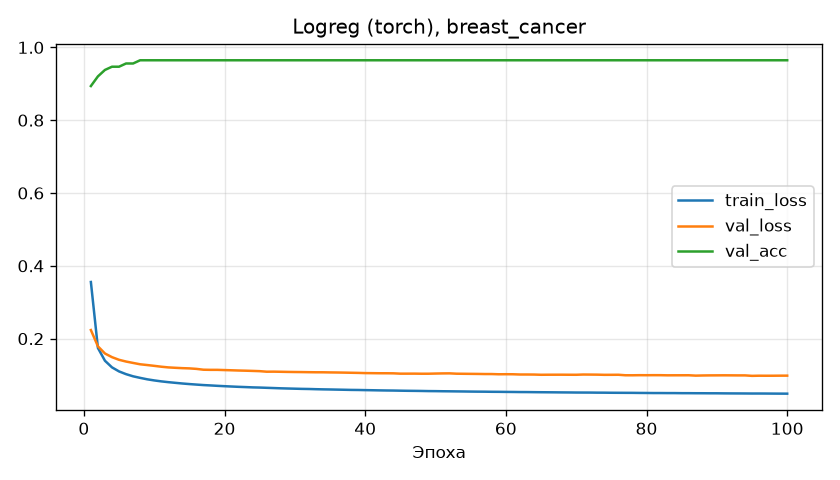 Logreg (torch), breast_cancer
1.0
0.8
0.6
0.4
0.2
train_loss
val_loss
val_acc
0 20 40 60 80 100
Эпоха